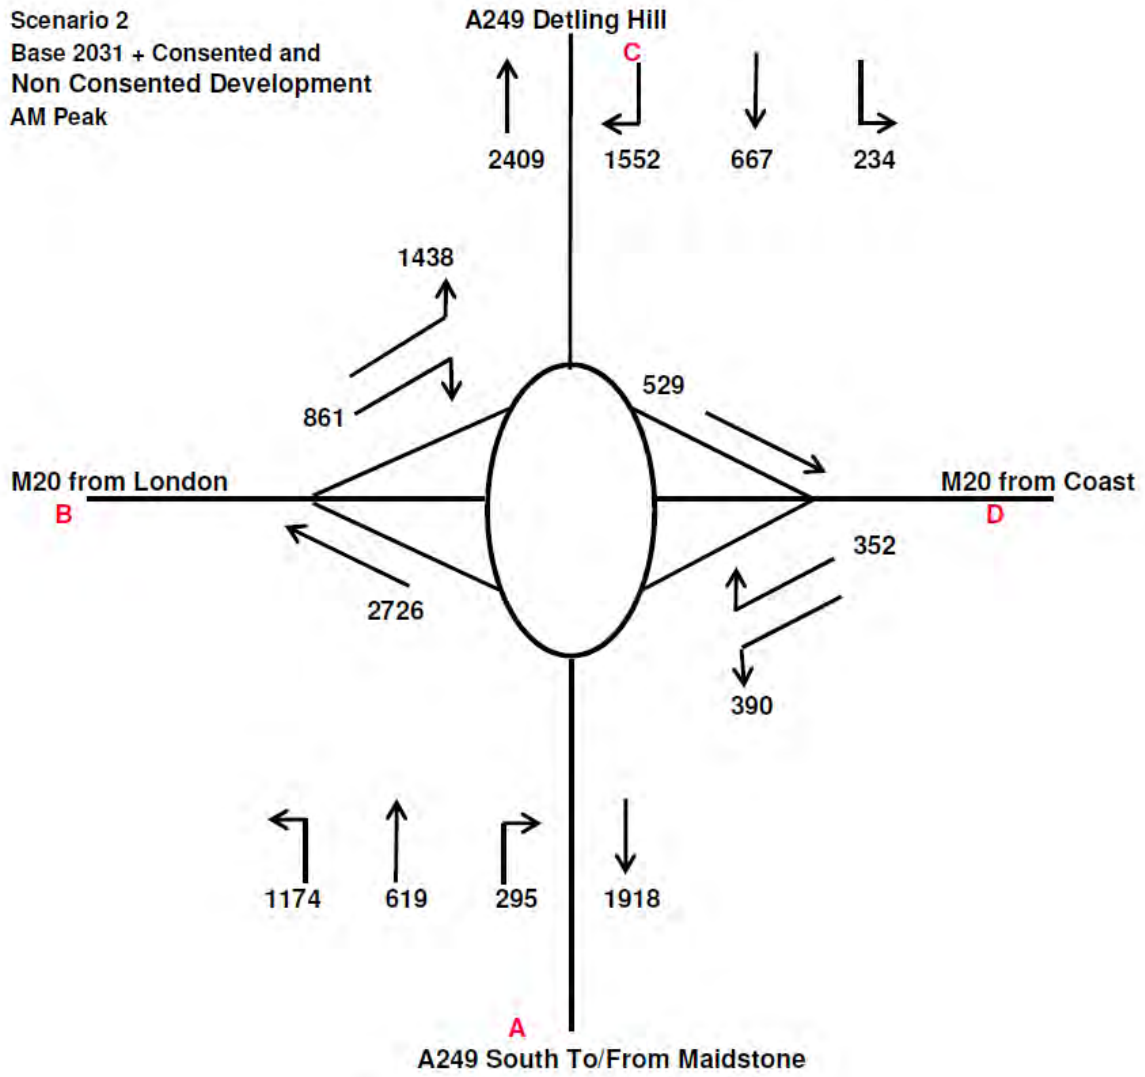 Scenario 2
Base 2031 + Consented and
Non Consented Development
AM Peak
A249 Detling Hill
C
2409
1552
667
234
1438
861
529
M20 from London
B
M20 from Coast
D
352
2726
390
1174
619
295
1918
A
A249 South To/From Maidstone